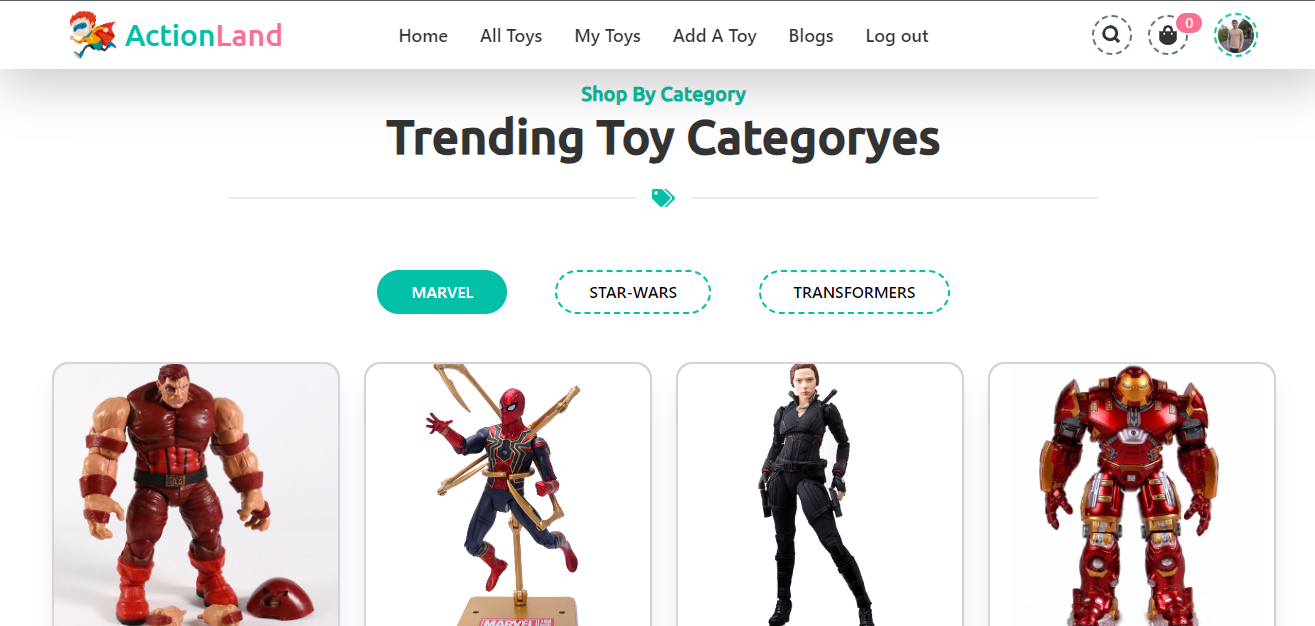 ActionLand
Home All Toys My Toys Add A Toy Blogs Log out
0
Shop By Category
Trending Toy Categoryes
MARVEL STAR-WARS TRANSFORMERS
MARVEL